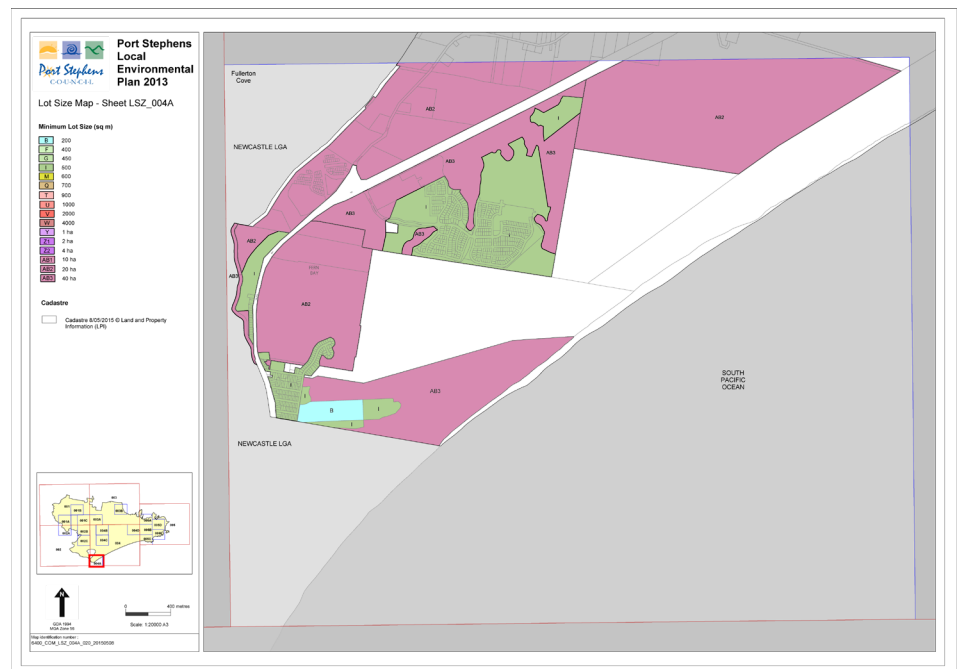 Port Stephens
COUNCIL
Port Stephens
Local
Environmental
Plan 2013
Lot Size Map - Sheet LSZ_004A
Minimum Lot Size (sq m)
B 200
F 400
G 450
I 500
M 600
Q 700
T 900
U 1000
V 2000
W 4000
Y 1 ha
Z1 2 ha
Z2 4 ha
AB1 10 ha
AB2 20 ha
AB3 40 ha
Cadastre
Cadastre 8/05/2015 © Land and Property
Information (LPI)
N
GDA 1994
MGA Zone 56
0 400 metres
Scale: 1:20000 A3
Map identification number:
6400_COM_LSZ_004A_020_20150508
Fullerton
Cove
NEWCASTLE LGA
AB2
AB2
I
AB3
AB3
I
AB3
AB3
I
AB2
AB3
I
AB2
I
I
AB3
B
I
I
NEWCASTLE LGA
SOUTH
PACIFIC
OCEAN